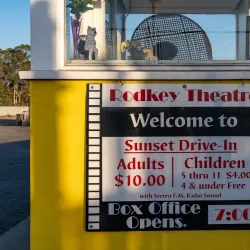 Rodkey Theatre
Welcome to
Sunset Drive-In
Adults Children
$10.00 5 thru 11 $4.00
4 & under Free
with Stereo F.M. Radio Sound
Box Office
Opens. 7:00